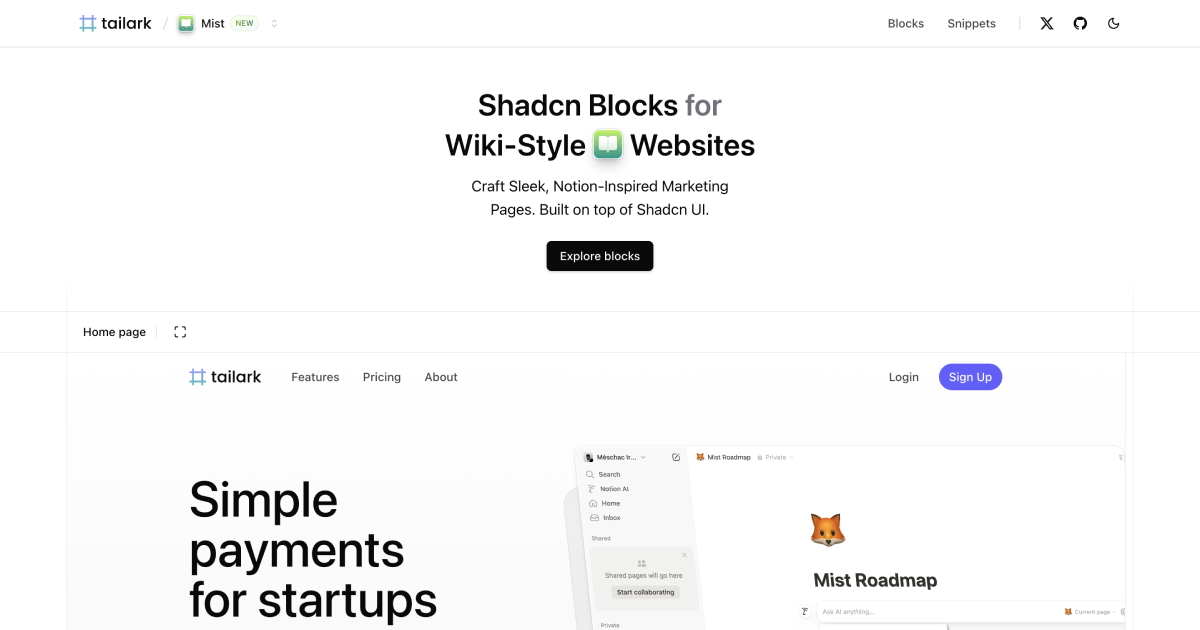 tailark / Mist NEW
Blocks Snippets
Shadcn Blocks for
Wiki-Style Websites
Craft Sleek, Notion-Inspired Marketing
Pages. Built on top of Shadcn UI.
Explore blocks
Home page
tailark Features Pricing About Login Sign Up
Simple
payments
for startups
Méschac Ir...
Search
Notion AI
Home
Inbox
Shared
Shared pages will go here
Start collaborating
Private
Mist Roadmap Private
Mist Roadmap
Ask AI anything...
Current page